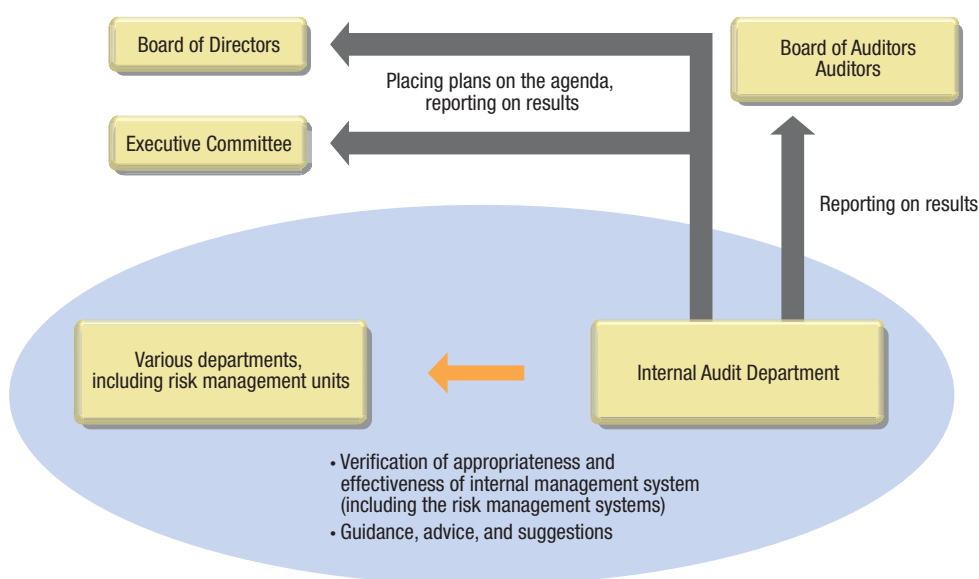 Board of Directors
Board of Auditors
Auditors
Placing plans on the agenda,
reporting on results
Executive Committee
Reporting on results
Various departments,
including risk management units
Internal Audit Department
• Verification of appropriateness and
effectiveness of internal management system
(including the risk management systems)
• Guidance, advice, and suggestions